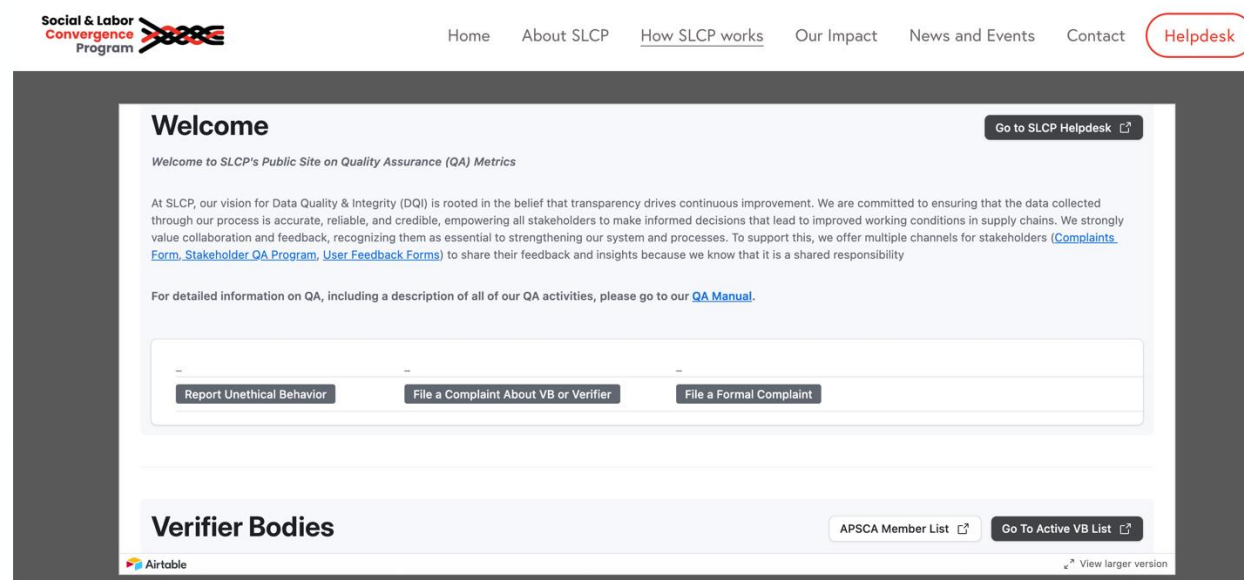 Social & Labor
Convergence
Program
Home About SLCP How SLCP works Our Impact News and Events Contact Helpdesk
Welcome
Go to SLCP Helpdesk
Welcome to SLCP's Public Site on Quality Assurance (QA) Metrics
At SLCP, our vision for Data Quality & Integrity (DQI) is rooted in the belief that transparency drives continuous improvement. We are committed to ensuring that the data collected
through our process is accurate, reliable, and credible, empowering all stakeholders to make informed decisions that lead to improved working conditions in supply chains. We strongly
value collaboration and feedback, recognizing them as essential to strengthening our system and processes. To support this, we offer multiple channels for stakeholders (Complaints
Form, Stakeholder QA Program, User Feedback Forms) to share their feedback and insights because we know that it is a shared responsibility
For detailed information on QA, including a description of all of our QA activities, please go to our QA Manual.
– – –
Report Unethical Behavior File a Complaint About VB or Verifier File a Formal Complaint
Verifier Bodies
APSCA Member List Go To Active VB List
Airtable View larger version